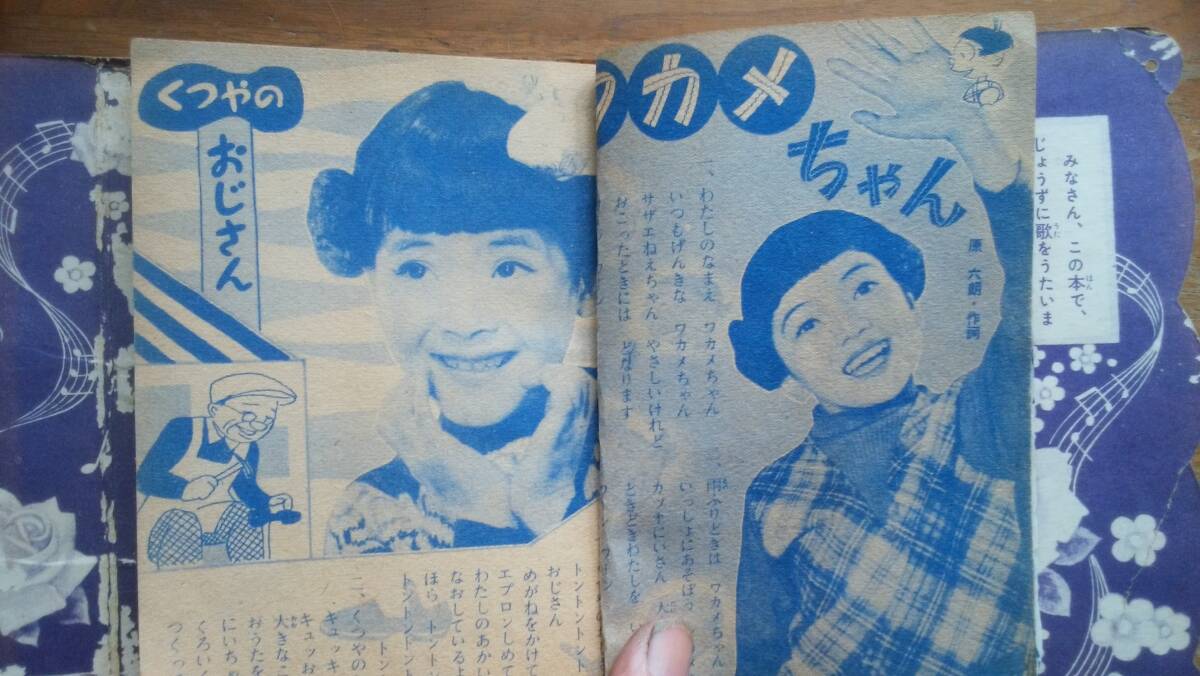 ワカメ
ちゃん
原 六朗・作詞
一、わたしのなまえ ワカメちゃん
いつもげんきな ワカメちゃん
サザエねえちゃん やさしいけれど
おこったときには どなります
二、雨ふりどきは ワカメちゃん
いっしょにあそぼう
カツオにいさん
ときどきわたしを
みなさん、この本で、
じょうずに歌をうたいま
くつやの
おじさん
トントントント
おじさん
めがねをかけて
エプロンしめて
わたしのあかい
なおしているよ
ほら トントン
トントントント
二、くつやの
キュッキ
キュッお
大きなこ
おうたを
にいちゃ
くろいく
つくっ